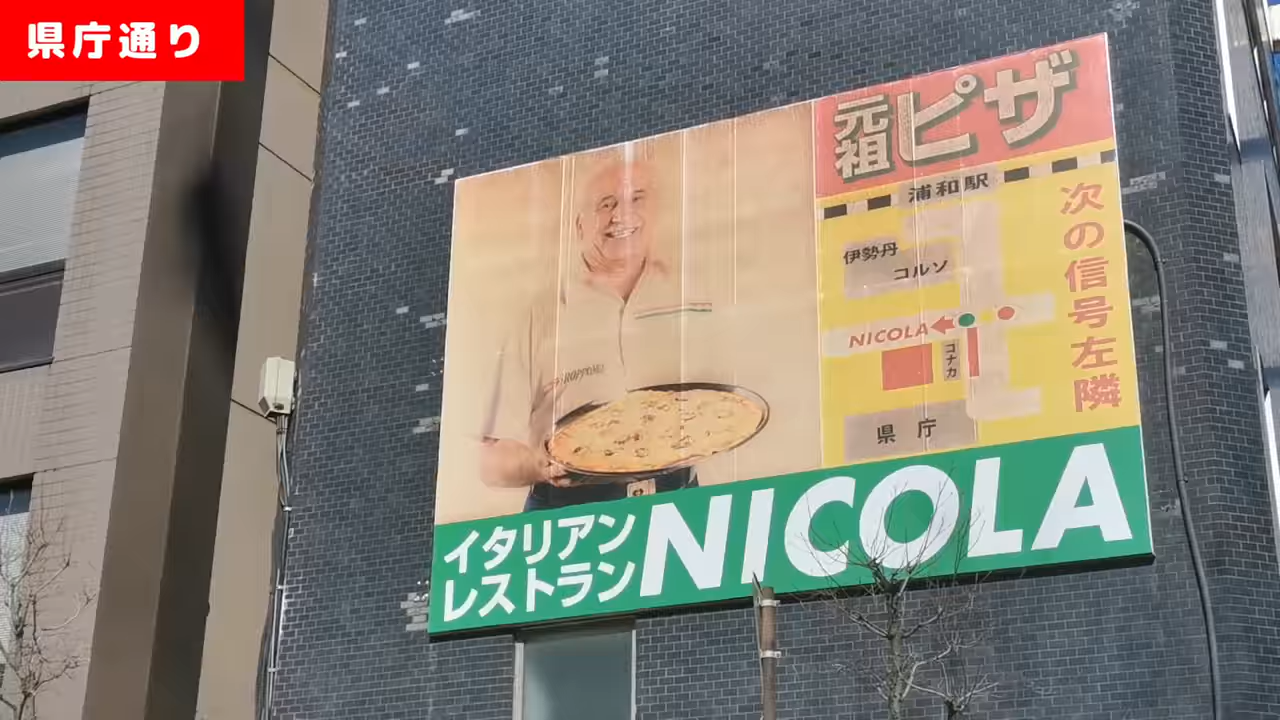 県庁通り
元祖ピザ
浦和駅
次の信号左隣
伊勢丹
コルソ
NICOLA
コナカ
県庁
イタリアン
レストラン
NICOLA